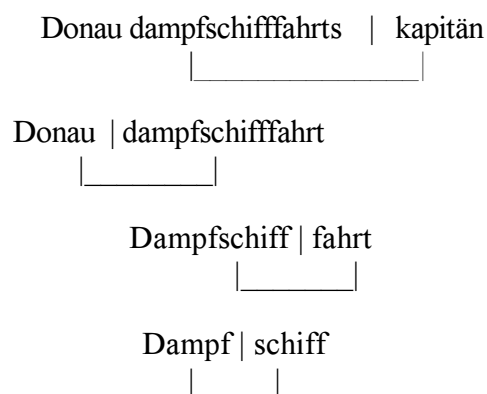 Donau dampfschifffahrts | kapitän
Donau | dampfschifffahrt
Dampfschiff | fahrt
Dampf | schiff